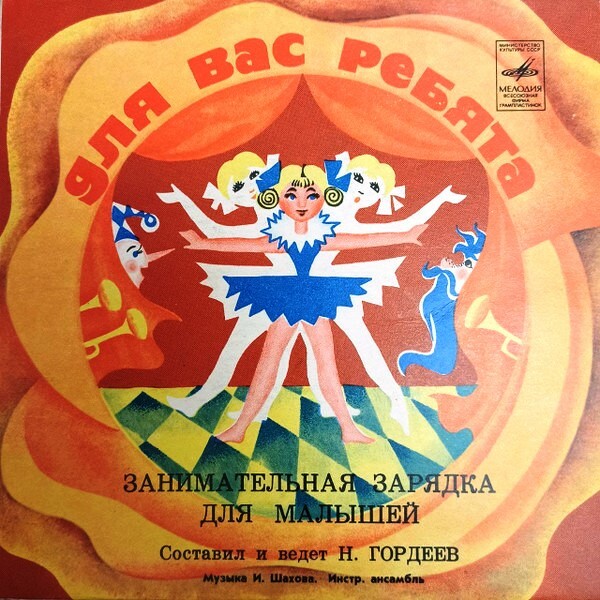 для вас ребята
МИНИСТЕРСТВО
КУЛЬТУРЫ СССР
МЕЛОДИЯ
ВСЕСОЮЗНАЯ
ФИРМА
ГРАМПЛАСТИНОК
ЗАНИМАТЕЛЬНАЯ ЗАРЯДКА
ДЛЯ МАЛЫШЕЙ
Составил и ведет Н. ГОРДЕЕВ
Музыка И. Шахова. Инстр. ансамбль